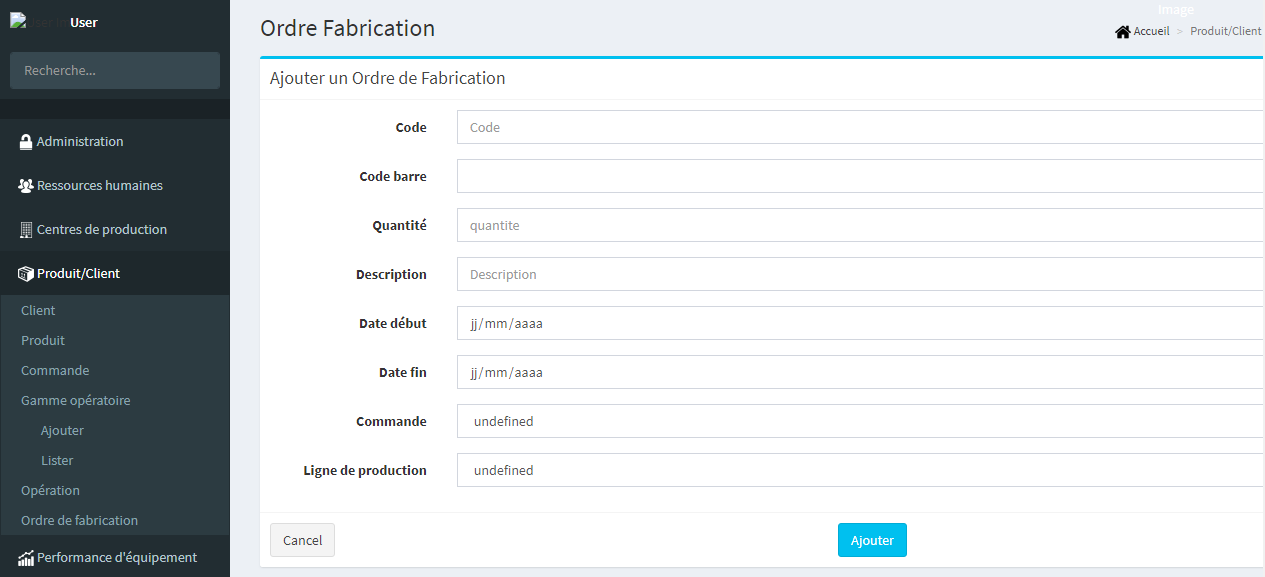 User
Image
Recherche...
Ordre Fabrication
Accueil > Produit/Client
Ajouter un Ordre de Fabrication
Administration
Ressources humaines
Centres de production
Produit/Client
Client
Produit
Commande
Gamme opératoire
Ajouter
Lister
Opération
Ordre de fabrication
Performance d'équipement
Code Code
Code barre
Quantité quantite
Description Description
Date début jj/mm/aaaa
Date fin jj/mm/aaaa
Commande undefined
Ligne de production undefined
Cancel Ajouter